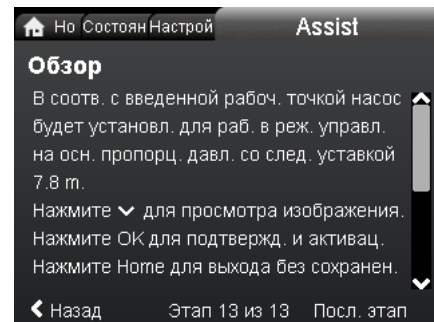 Но Состоян Настрой Assist
Обзор
В соотв. с введенной рабоч. точкой насос
будет установл. для раб. в реж. управл.
на осн. пропорц. давл. со след. уставкой
7.8 m.
Нажмите для просмотра изображения.
Нажмите OK для подтвержд. и активац.
Нажмите Home для выхода без сохранен.
Назад Этап 13 из 13 Посл. этап